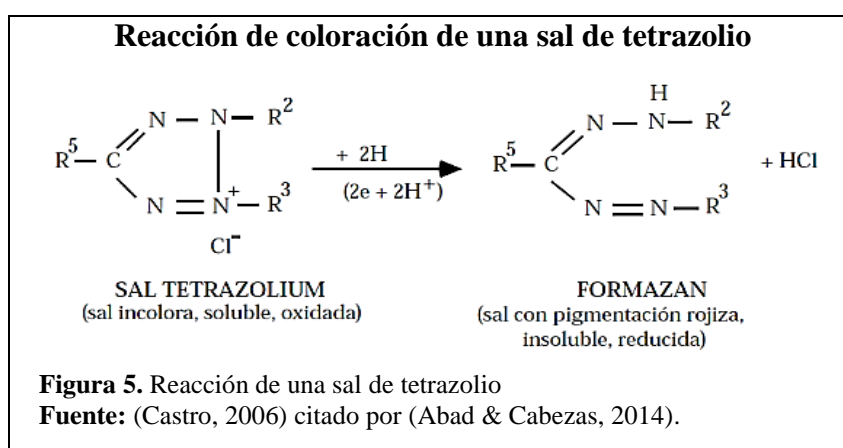 Reacción de coloración de una sal de tetrazolio
H
N — N — R²
N — N — R²
R⁵— C
+ 2H
R⁵— C
+ HCl
(2e + 2H⁺)
N = N⁺— R³
N = N — R³
Cl⁻
SAL TETRAZOLIUM
(sal incolora, soluble, oxidada)
FORMAZAN
(sal con pigmentación rojiza,
insoluble, reducida)
Figura 5. Reacción de una sal de tetrazolio
Fuente: (Castro, 2006) citado por (Abad & Cabezas, 2014).